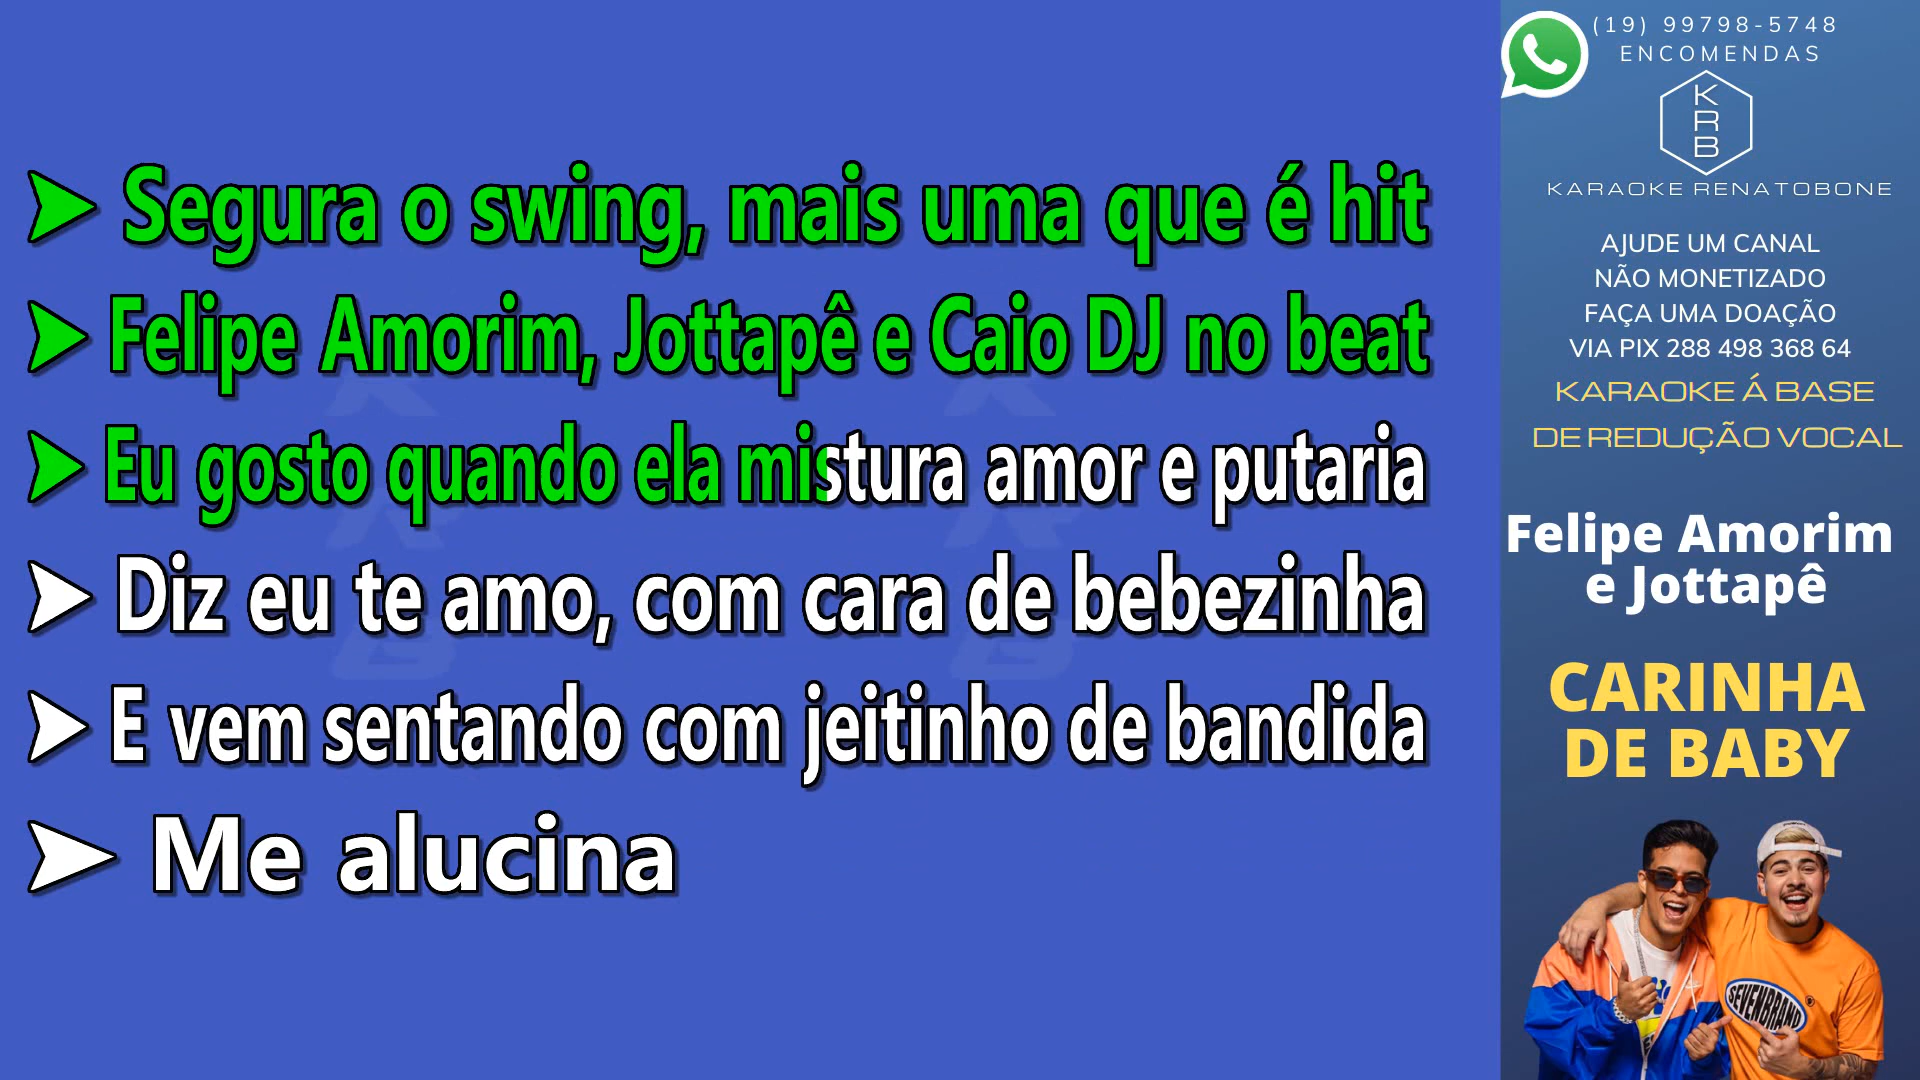 ➤ Segura o swing, mais uma que é hit
➤ Felipe Amorim, Jottapê e Caio DJ no beat
➤ Eu gosto quando ela mistura amor e putaria
➤ Diz eu te amo, com cara de bebezinha
➤ E vem sentando com jeitinho de bandida
➤ Me alucina
(19) 99798-5748
ENCOMENDAS
K
R
B
KARAOKE RENATOBONE
AJUDE UM CANAL
NÃO MONETIZADO
FAÇA UMA DOAÇÃO
VIA PIX 288 498 368 64
KARAOKE Á BASE
DE REDUÇÃO VOCAL
Felipe Amorim
e Jottapê
CARINHA
DE BABY
SEVENBRAND